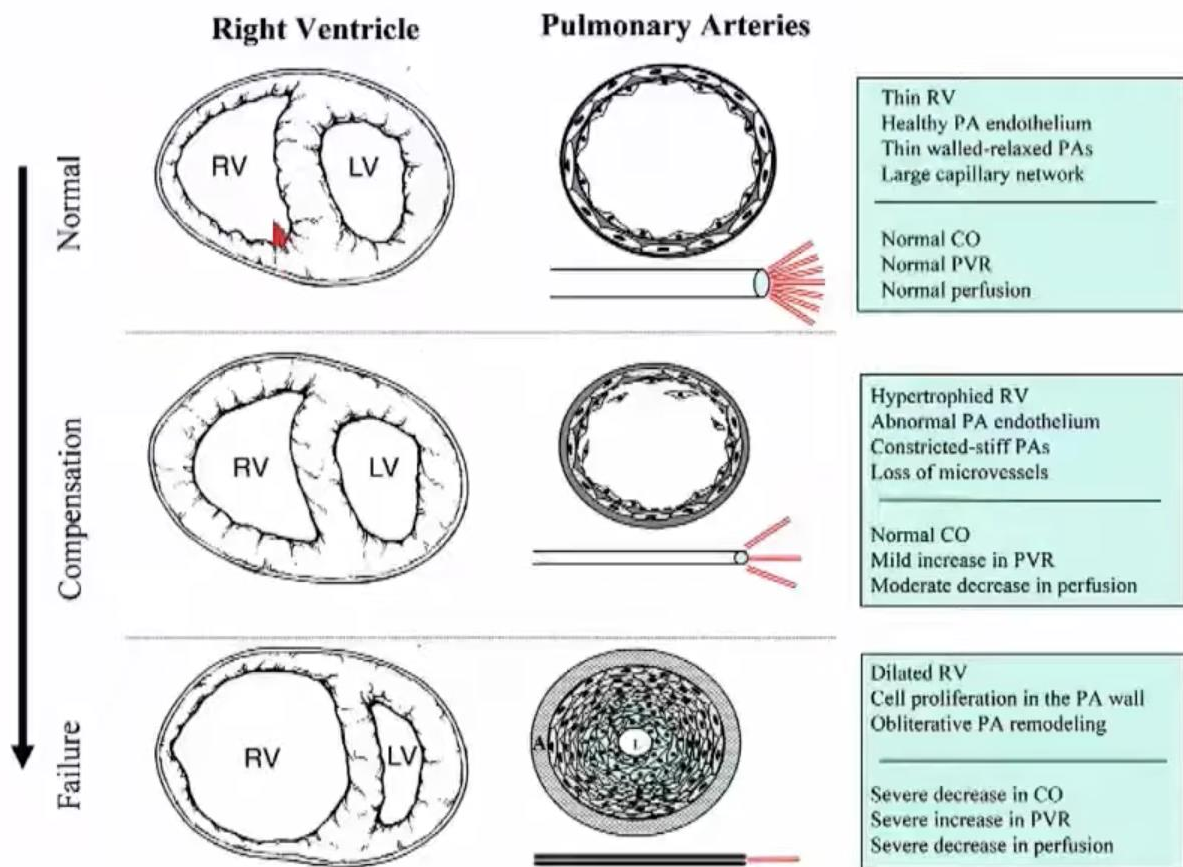 Right Ventricle
Pulmonary Arteries
Normal
RV
LV
Thin RV
Healthy PA endothelium
Thin walled-relaxed PAs
Large capillary network
Normal CO
Normal PVR
Normal perfusion
Compensation
RV
LV
Hypertrophied RV
Abnormal PA endothelium
Constricted-stiff PAs
Loss of microvessels
Normal CO
Mild increase in PVR
Moderate decrease in perfusion
Failure
RV
LV
A
L
Dilated RV
Cell proliferation in the PA wall
Obliterative PA remodeling
Severe decrease in CO
Severe increase in PVR
Severe decrease in perfusion